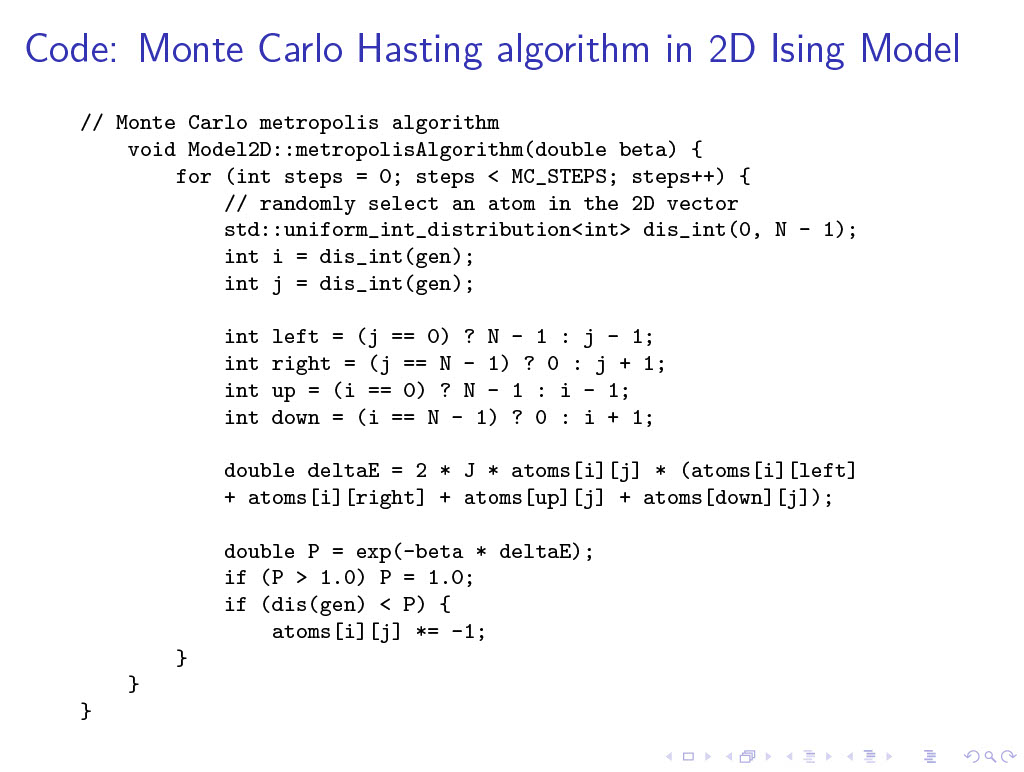 Code: Monte Carlo Hasting algorithm in 2D Ising Model
// Monte Carlo metropolis algorithm
    void Model2D::metropolisAlgorithm(double beta) {
        for (int steps = 0; steps < MC_STEPS; steps++) {
            // randomly select an atom in the 2D vector
            std::uniform_int_distribution<int> dis_int(0, N - 1);
            int i = dis_int(gen);
            int j = dis_int(gen);

            int left = (j == 0) ? N - 1 : j - 1;
            int right = (j == N - 1) ? 0 : j + 1;
            int up = (i == 0) ? N - 1 : i - 1;
            int down = (i == N - 1) ? 0 : i + 1;

            double deltaE = 2 * J * atoms[i][j] * (atoms[i][left]
            + atoms[i][right] + atoms[up][j] + atoms[down][j]);

            double P = exp(-beta * deltaE);
            if (P > 1.0) P = 1.0;
            if (dis(gen) < P) {
                atoms[i][j] *= -1;
        }
    }
}